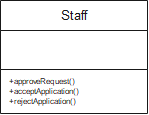 Staff
+approveRequest()
+acceptApplication()
+rejectApplication()